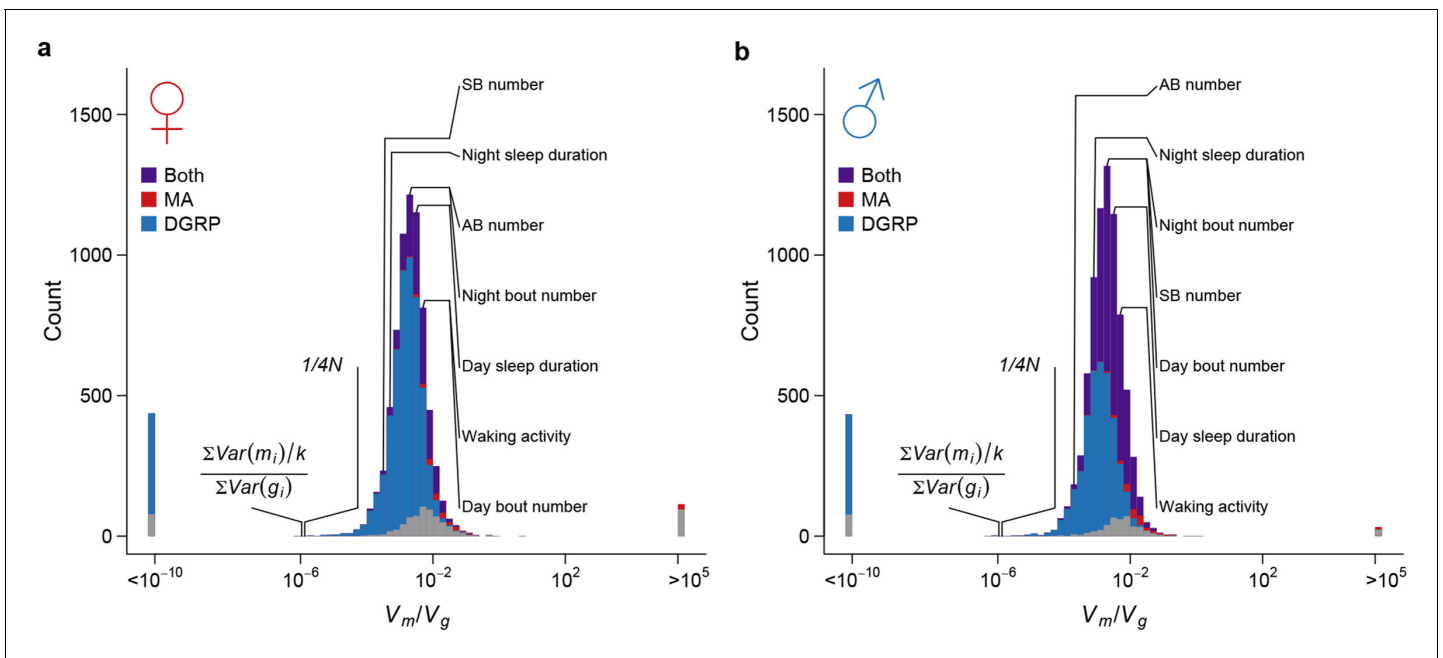 a
SB number
1500
Night sleep duration
Both
MA
DGRP
AB number
1000
Night bout number
Count
1/4N
Day sleep duration
500
Waking activity
ΣVar(mᵢ)/k
ΣVar(gᵢ)
Day bout number
0
<10⁻¹⁰ 10⁻⁶ 10⁻² 10² >10⁵
Vₘ/V_g
b
AB number
1500
Night sleep duration
Both
MA
DGRP
Night bout number
1000
SB number
Count
1/4N
Day bout number
500
Day sleep duration
ΣVar(mᵢ)/k
ΣVar(gᵢ)
Waking activity
0
<10⁻¹⁰ 10⁻⁶ 10⁻² 10² >10⁵
Vₘ/V_g